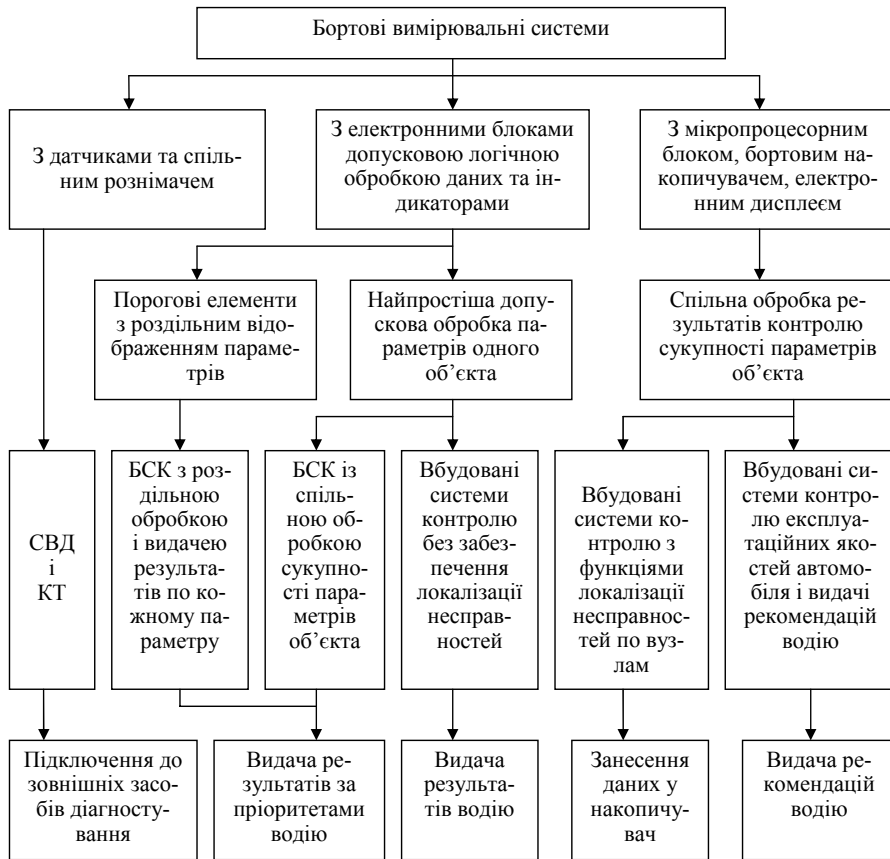 Бортові вимірювальні системи
З датчиками та спіль-
ним рознімачем
З електронними блоками
допусковою логічною
обробкою даних та ін-
дикаторами
З мікропроцесорним
блоком, бортовим на-
копичувачем, електро-
нним дисплеєм
Порогові елементи
з роздільним відо-
браженням параме-
трів
Найпростіша допу-
скова обробка па-
раметрів одного
об’єкта
Спільна обробка ре-
зультатів контролю
сукупності параметрів
об’єкта
СВД
і
КТ
БСК з роз-
дільною
обробкою
і видачею
результа-
тів по ко-
жному па-
раметру
БСК із
спіль-
ною об-
робкою
сукупно-
сті пара-
метрів
об’єкта
Вбудовані
системи
контролю
без забез-
печення
локалізації
несправ-
ностей
Вбудовані
системи ко-
нтролю з
функціями
локалізації
несправно-
стей по вуз-
лам
Вбудовані си-
стеми контро-
лю експлуа-
таційних яко-
стей автомо-
біля і видачі
рекомендацій
водію
Підключення до
зовнішніх засо-
бів діагносту-
вання
Видача ре-
зультатів за
пріоритетами
водію
Видача
результа-
тів водію
Занесення
даних у
накопичу-
вач
Видача ре-
комендацій
водію